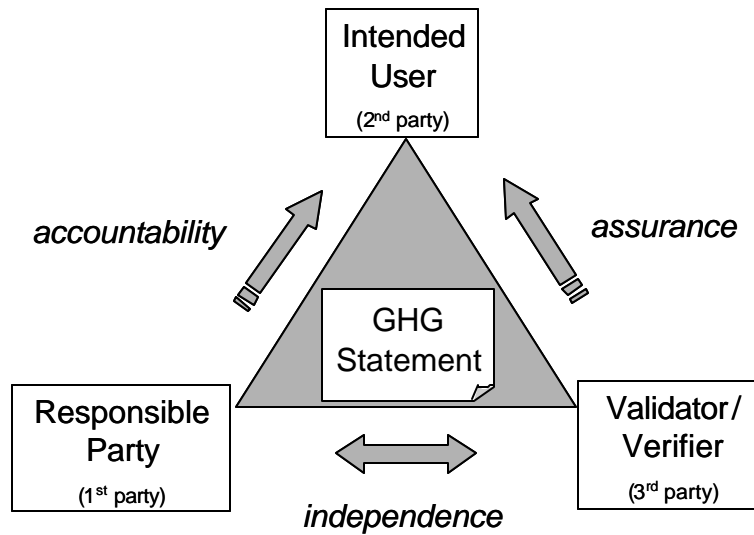 Intended
User
(2nd party)
accountability
assurance
GHG
Statement
Responsible
Party
(1st party)
Validator/
Verifier
(3rd party)
independence